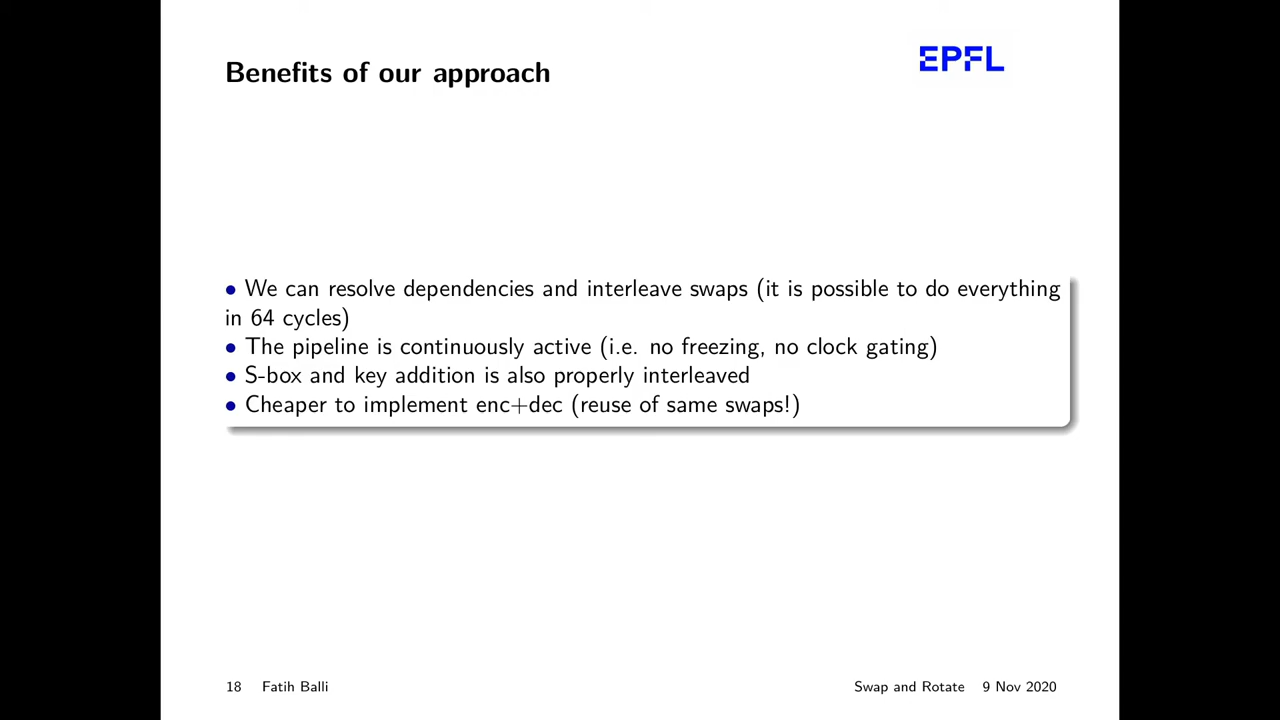 Benefits of our approach
EPFL
• We can resolve dependencies and interleave swaps (it is possible to do everything
in 64 cycles)
• The pipeline is continuously active (i.e. no freezing, no clock gating)
• S-box and key addition is also properly interleaved
• Cheaper to implement enc+dec (reuse of same swaps!)
18 Fatih Balli Swap and Rotate 9 Nov 2020